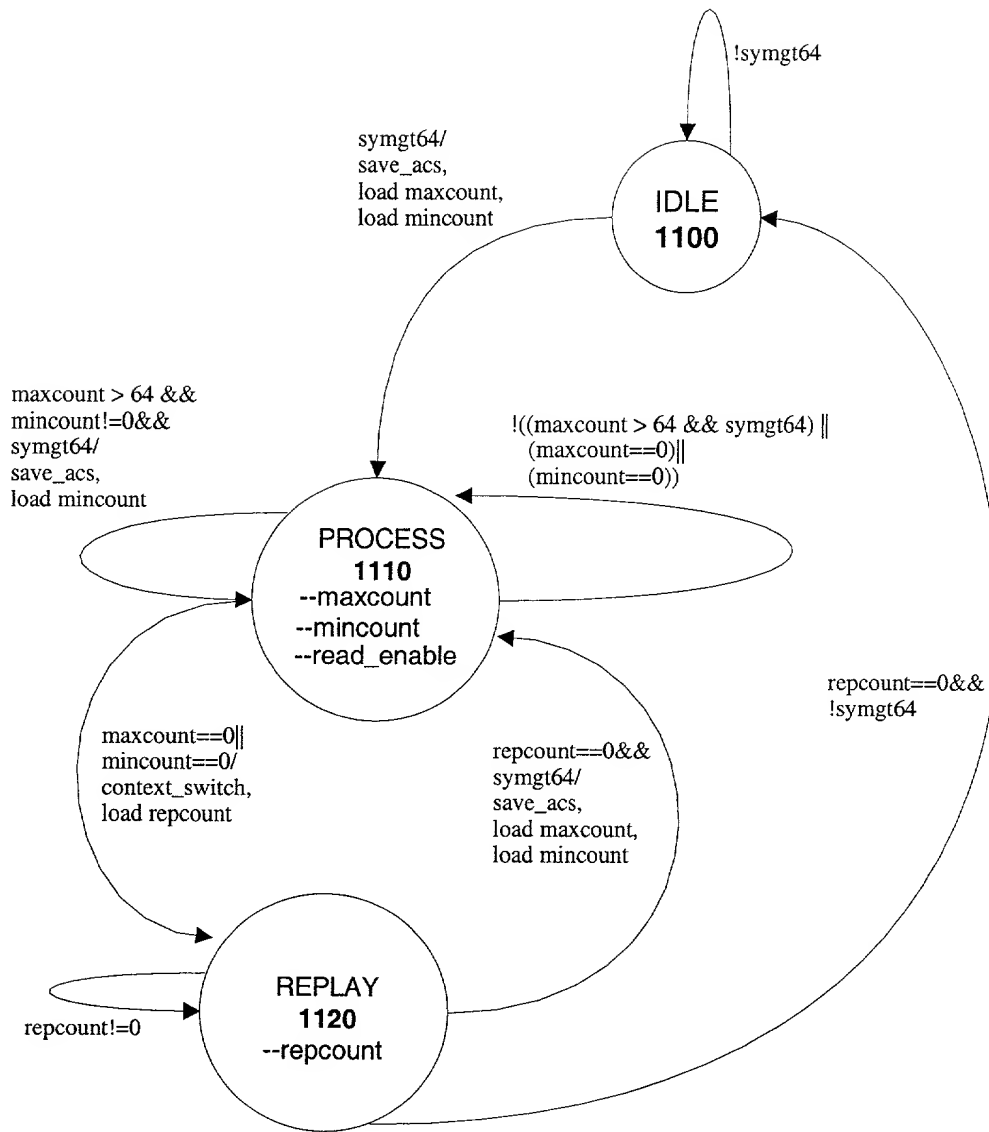 !symgt64
symgt64/
save_acs,
load maxcount,
load mincount
IDLE
1100
maxcount > 64 &&
mincount!=0&&
symgt64/
save_acs,
load mincount
!((maxcount > 64 && symgt64) ||
(maxcount==0)||
(mincount==0))
PROCESS
1110
--maxcount
--mincount
--read_enable
repcount==0&&
!symgt64
maxcount==0||
mincount==0/
context_switch,
load repcount
repcount==0&&
symgt64/
save_acs,
load maxcount,
load mincount
REPLAY
1120
--repcount
repcount!=0